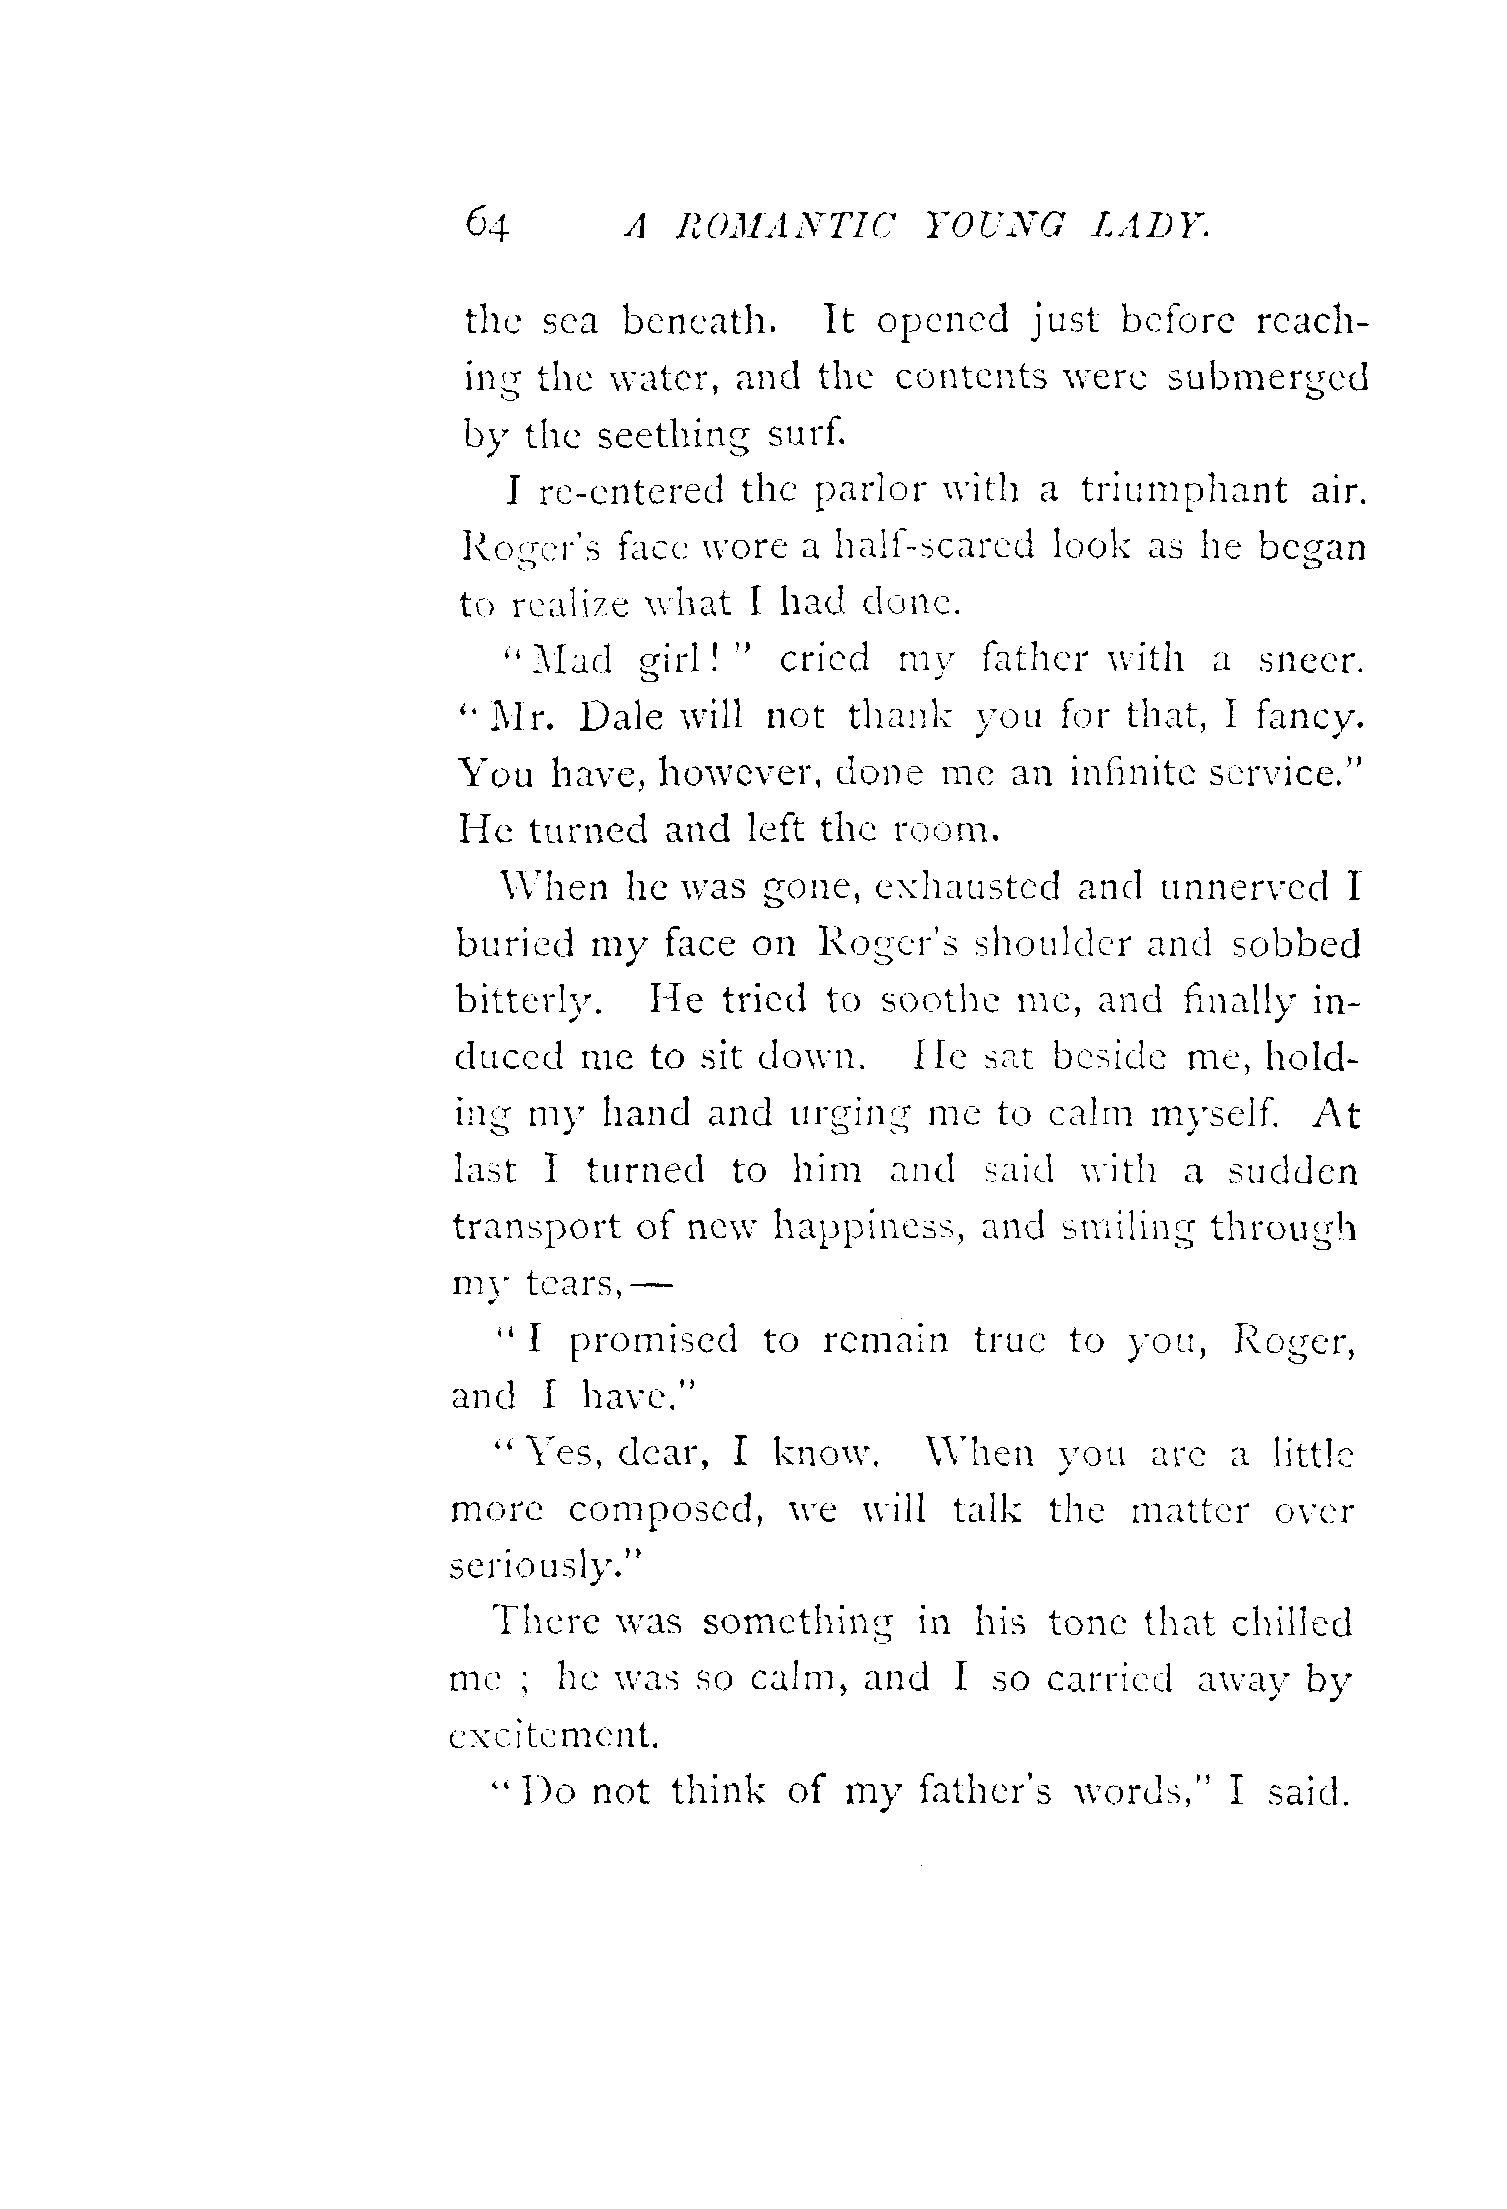 64 A ROMANTIC YOUNG LADY.
the sea beneath. It opened just before reach-
ing the water, and the contents were submerged
by the seething surf.
I re-entered the parlor with a triumphant air.
Roger's face wore a half-scared look as he began
to realize what I had done.
"Mad girl!" cried my father with a sneer.
"Mr. Dale will not thank you for that, I fancy.
You have, however, done me an infinite service."
He turned and left the room.
When he was gone, exhausted and unnerved I
buried my face on Roger's shoulder and sobbed
bitterly. He tried to soothe me, and finally in-
duced me to sit down. He sat beside me, hold-
ing my hand and urging me to calm myself. At
last I turned to him and said with a sudden
transport of new happiness, and smiling through
my tears,—
"I promised to remain true to you, Roger,
and I have."
"Yes, dear, I know. When you are a little
more composed, we will talk the matter over
seriously."
There was something in his tone that chilled
me ; he was so calm, and I so carried away by
excitement.
"Do not think of my father's words," I said.